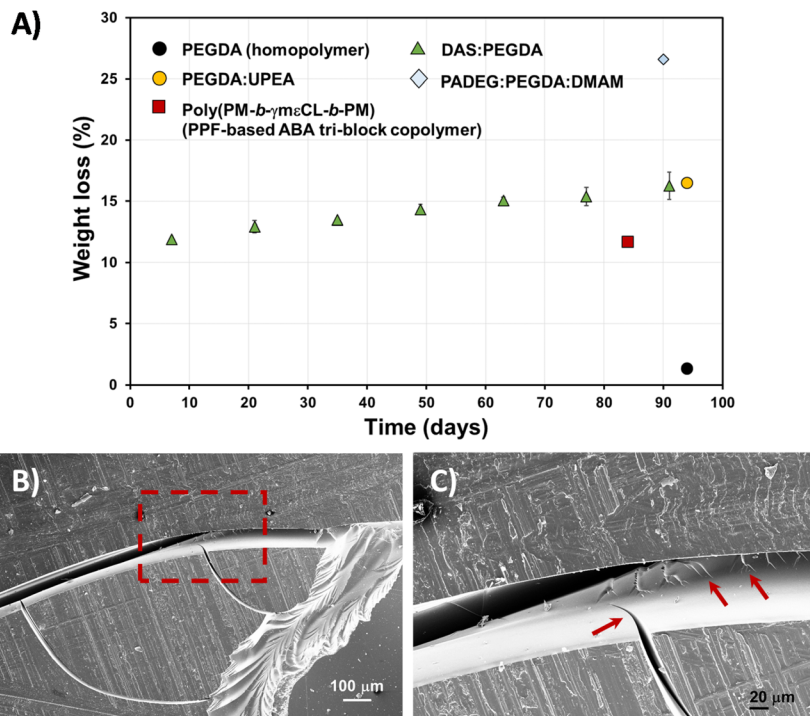 A)
30
PEGDA (homopolymer)
DAS:PEGDA
PEGDA:UPEA
PADEG:PEGDA:DMAM
Poly(PM-b-γmεCL-b-PM)
(PPF-based ABA tri-block copolymer)
25
20
15
10
5
0
Weight loss (%)
0 10 20 30 40 50 60 70 80 90 100
Time (days)
B)
100 μm
C)
20 μm